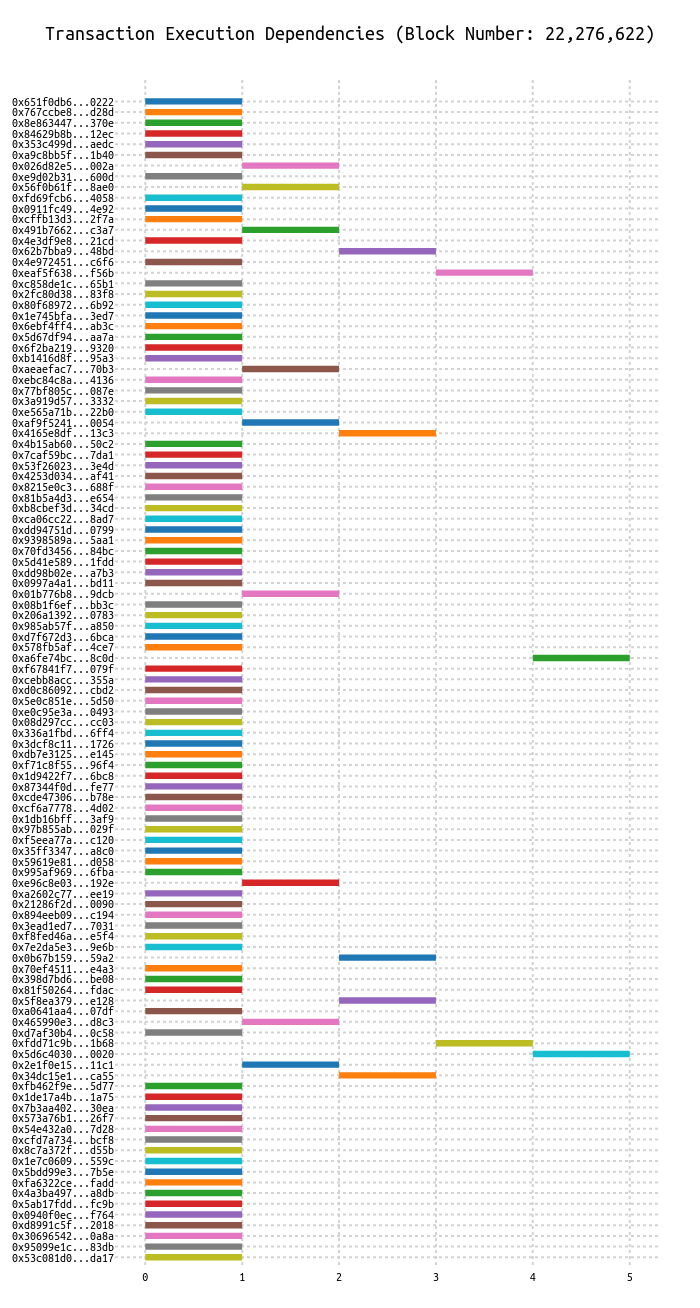 Transaction Execution Dependencies (Block Number: 22,276,622)
0x651f0db6...0222
0x767ccbe8...d28d
0x8e863447...370e
0x84629b8b...12ec
0x353c499d...aedc
0xa9c8bb5f...1b40
0x026d82e5...002a
0xe9d02b31...600d
0x56f0b61f...8ae0
0xfd69fcb6...4058
0x0911fc49...4e92
0xcffb13d3...2f7a
0x491b7662...c3a7
0x4e3df9e8...21cd
0x62b7bba9...48bd
0x4e972451...c6f6
0xeaf5f638...f56b
0xc858de1c...65b1
0x2fc80d38...83f8
0x80f68972...6b92
0x1e745bfa...3ed7
0x6ebf4ff4...ab3c
0x5d67df94...aa7a
0x6f2ba219...9320
0xb1416d8f...95a3
0xaeaefac7...70b3
0xebc84c8a...4136
0x77bf805c...087e
0x3a919d57...3332
0xe565a71b...22b0
0xaf9f5241...0054
0x4165e8df...13c3
0x4b15ab60...50c2
0x7caf59bc...7da1
0x53f26023...3e4d
0x4253d034...af41
0x8215e0c3...688f
0x81b5a4d3...e654
0xb8cbef3d...34cd
0xca06cc22...8ad7
0xdd94751d...0799
0x9398589a...5aa1
0x70fd3456...84bc
0x5d41e589...1fdd
0xdd98b02e...a7b3
0x0997a4a1...bd11
0x01b776b8...9dcb
0x08b1f6ef...bb3c
0x206a1392...0783
0x985ab57f...a850
0xd7f672d3...6bca
0x578fb5af...4ce7
0xa6fe74bc...8c0d
0xf67841f7...079f
0xcebb8acc...355a
0xd0c86092...cbd2
0x5e0c851e...5d50
0xe0c95e3a...0493
0x08d297cc...cc03
0x336a1fbd...6ff4
0x3dcf8c11...1726
0xdb7e3125...e145
0xf71c8f55...96f4
0x1d9422f7...6bc8
0x87344f0d...fe77
0xcde47306...b78e
0xcf6a7778...4d02
0x1db16bff...3af9
0x97b855ab...029f
0xf5eea77a...c120
0x35ff3347...a8c0
0x59619e81...d058
0x995af969...6fba
0xe96c8e03...192e
0xa2602c77...ee19
0x21286f2d...0090
0x894eeb09...c194
0x3ead1ed7...7031
0xf8fed46a...e5f4
0x7e2da5e3...9e6b
0x0b67b159...59a2
0x70ef4511...e4a3
0x398d7bd6...be08
0x81f50264...fdac
0x5f8ea379...e128
0xa0641aa4...07df
0x465990e3...d8c3
0xd7af30b4...0c58
0xfdd71c9b...1b68
0x5d6c4030...0020
0x2e1f0e15...11c1
0x34dc15e1...ca55
0xfb462f9e...5d77
0x1de17a4b...1a75
0x7b3aa402...30ea
0x573a76b1...26f7
0x54e432a0...7d28
0xcfd7a734...bcf8
0x8c7a372f...d55b
0x1e7c0609...559c
0x5bdd99e3...7b5e
0xfa6322ce...fadd
0x4a3ba497...a8db
0x5ab17fdd...fc9b
0x0940f0ec...f764
0xd8991c5f...2018
0x30696542...0a8a
0x95099e1c...83db
0x53c081d0...da17
0 1 2 3 4 5